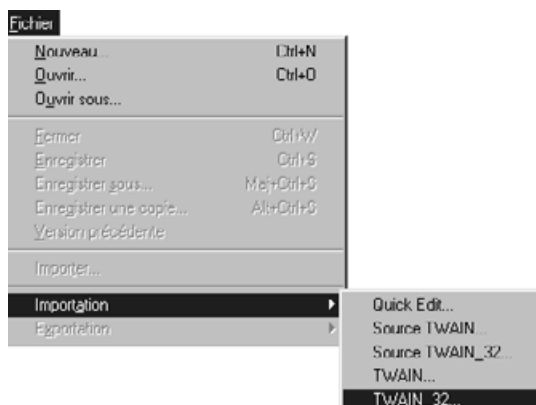 Fichier
Nouveau... Ctrl+N
Ouvrir... Ctrl+O
Ouvrir sous...
Fermer Ctrl+W
Enregistrer Ctrl+S
Enregistrer sous... Maj+Ctrl+S
Enregistrer une copie... Alt+Ctrl+S
Version précédente
Importer...
Importation
Exportation
Quick Edit...
Source TWAIN...
Source TWAIN_32...
TWAIN...
TWAIN_32...